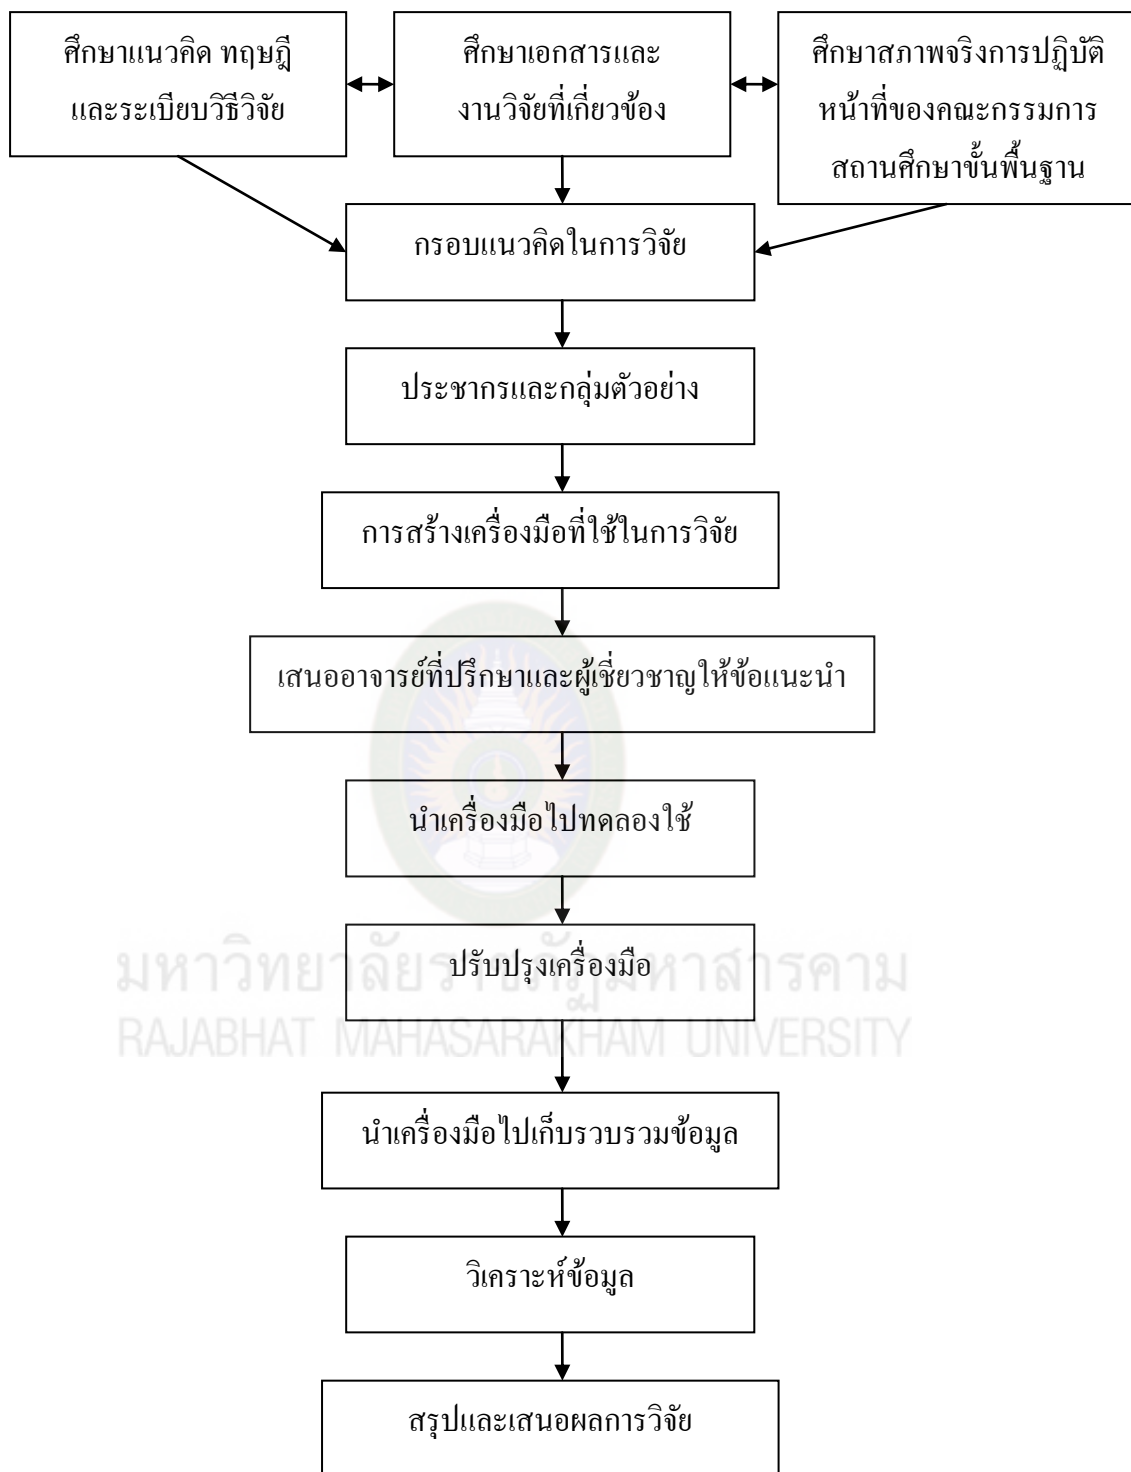 ศึกษาแนวคิด ทฤษฎี
และระเบียบวิธีวิจัย
ศึกษาเอกสารและ
งานวิจัยที่เกี่ยวข้อง
ศึกษาสภาพจริงการปฏิบัติ
หน้าที่ของคณะกรรมการ
สถานศึกษาขั้นพื้นฐาน
กรอบแนวคิดในการวิจัย
ประชากรและกลุ่มตัวอย่าง
การสร้างเครื่องมือที่ใช้ในการวิจัย
เสนออาจารย์ที่ปรึกษาและผู้เชี่ยวชาญให้ข้อแนะนำ
นำเครื่องมือไปทดลองใช้
ปรับปรุงเครื่องมือ
มหาวิทยาลัยราชภัฏมหาสารคาม
RAJABHAT MAHASARAKHAM UNIVERSITY
นำเครื่องมือไปเก็บรวบรวมข้อมูล
วิเคราะห์ข้อมูล
สรุปและเสนอผลการวิจัย